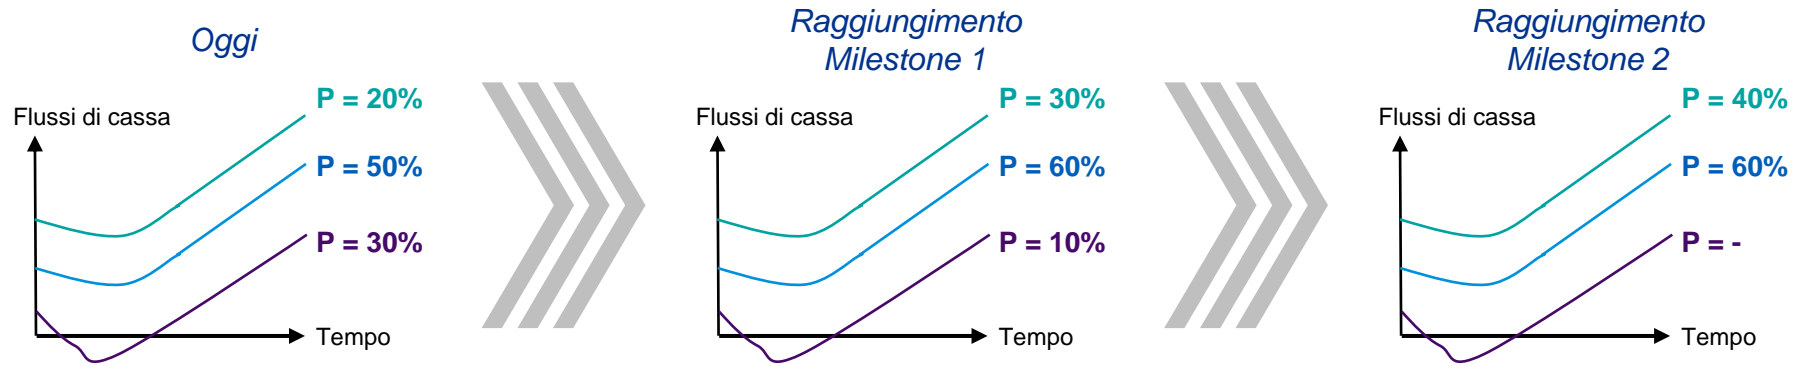 Oggi
Flussi di cassa
P = 20%
P = 50%
P = 30%
Tempo
Raggiungimento
Milestone 1
Flussi di cassa
P = 30%
P = 60%
P = 10%
Tempo
Raggiungimento
Milestone 2
Flussi di cassa
P = 40%
P = 60%
P = -
Tempo